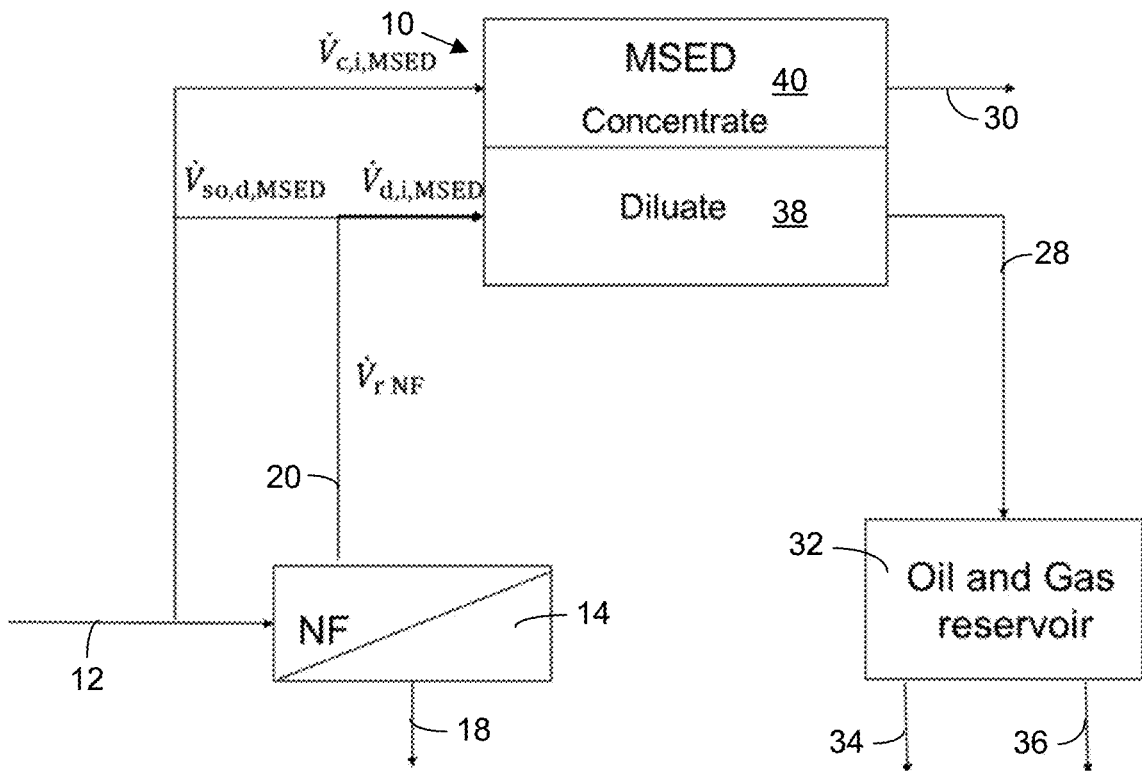 10
V̇c,i,MSED
MSED 40
Concentrate
30
V̇so,d,MSED V̇d,i,MSED
Diluate 38
28
V̇r NF
20
32
Oil and Gas
reservoir
NF 14
12
18
34
36